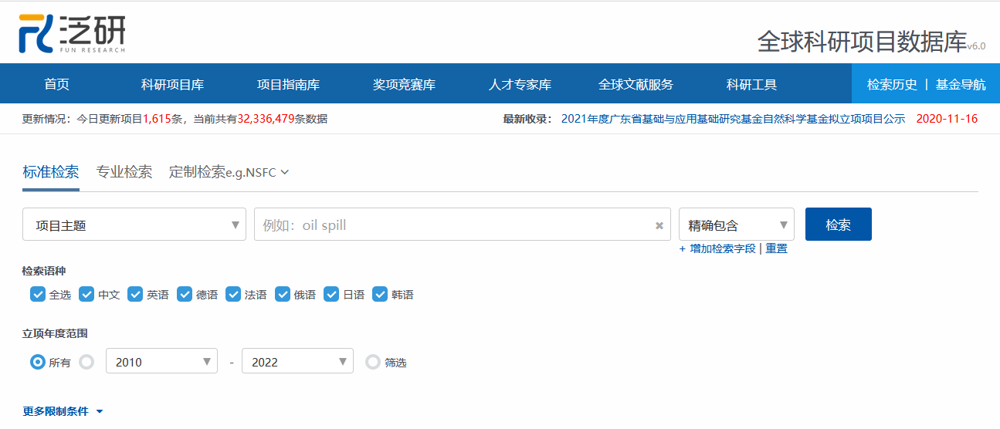 泛研
FUN RESEARCH
全球科研项目数据库v6.0
首页 科研项目库 项目指南库 奖项竞赛库 人才专家库 全球文献服务 科研工具 检索历史 | 基金导航
更新情况：今日更新项目1,615条，当前共有32,336,479条数据 最新收录： 2021年度广东省基础与应用基础研究基金自然科学基金拟立项项目公示 2020-11-16
标准检索 专业检索 定制检索e.g.NSFC
项目主题 例如：oil spill 精确包含 检索
+ 增加检索字段 | 重置
检索语种
全选 中文 英语 德语 法语 俄语 日语 韩语
立项年度范围
所有 2010 - 2022 筛选
更多限制条件